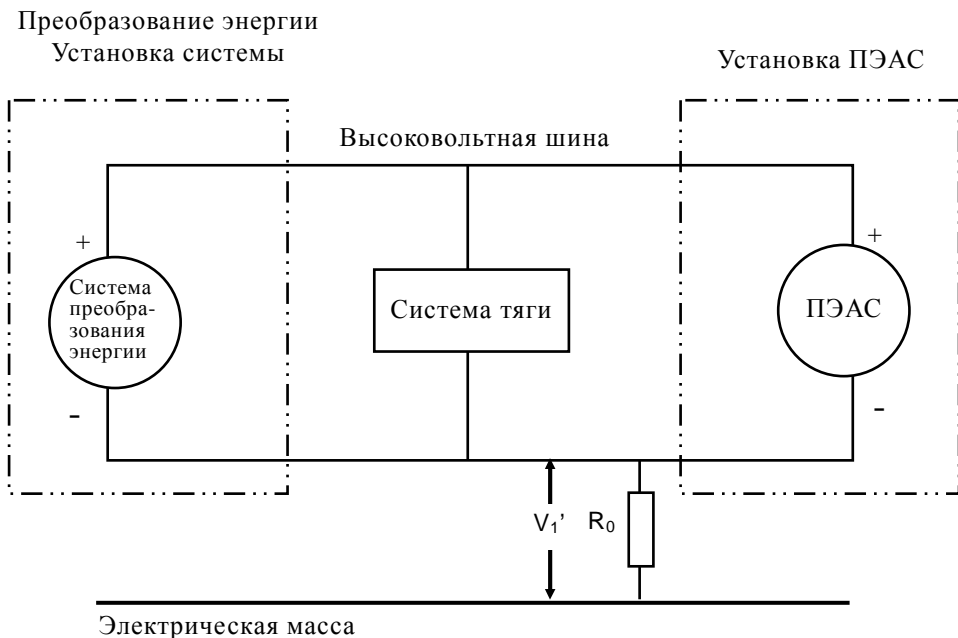 Преобразование энергии
Установка системы
Установка ПЭАС
Высоковольтная шина
+
+
Система
преобра-
зования
энергии
Система тяги
ПЭАС
-
-
V₁’
R₀
Электрическая масса